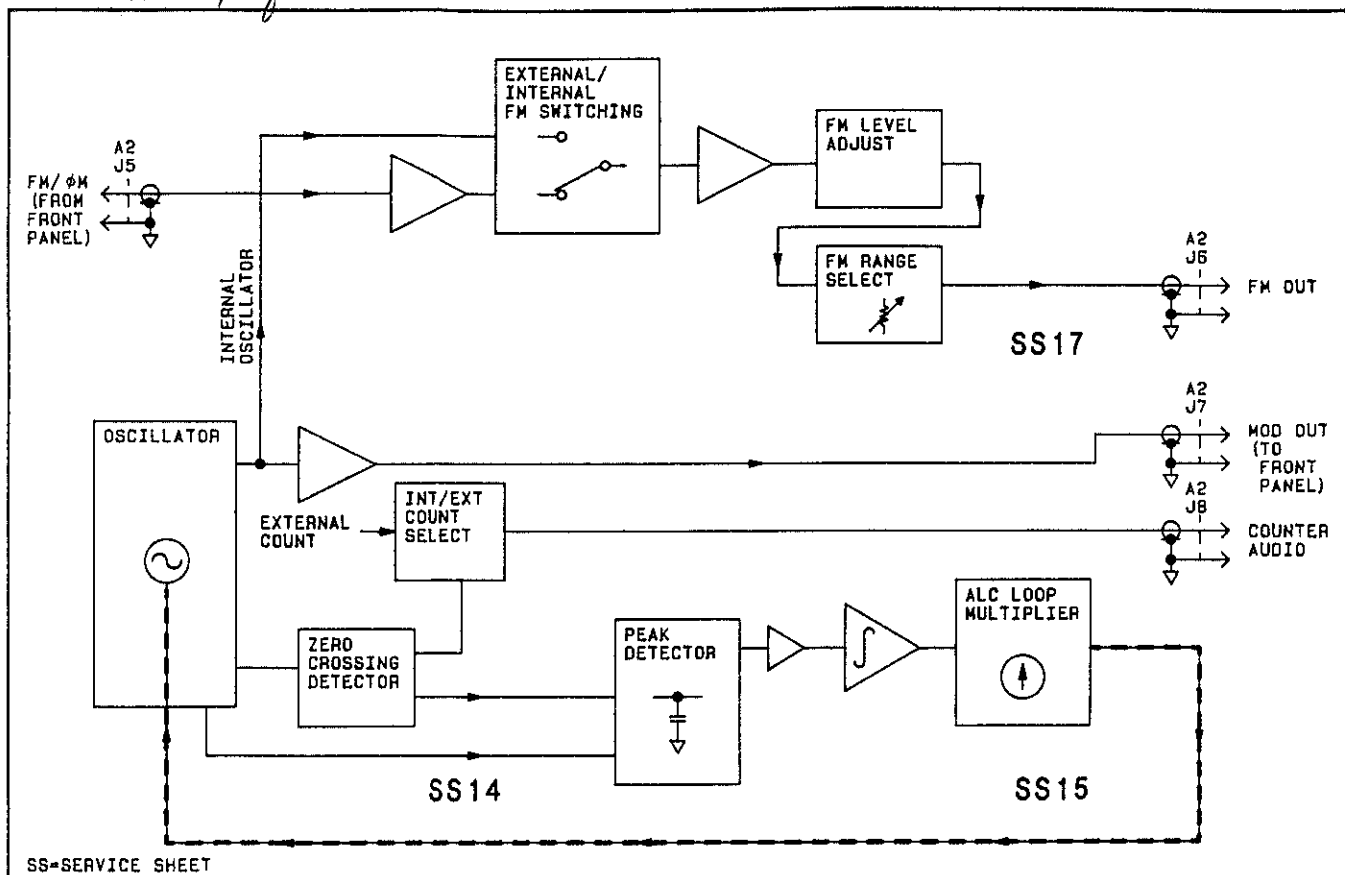 EXTERNAL/
INTERNAL
FM SWITCHING
FM LEVEL
ADJUST
A2
J5
FM/ϕM
(FROM
FRONT
PANEL)
FM RANGE
SELECT
A2
J6
FM OUT
SS17
INTERNAL
OSCILLATOR
A2
J7
MOD OUT
(TO
FRONT
PANEL)
OSCILLATOR
INT/EXT
COUNT
SELECT
EXTERNAL
COUNT
A2
J8
COUNTER
AUDIO
ZERO
CROSSING
DETECTOR
PEAK
DETECTOR
ALC LOOP
MULTIPLIER
SS14
SS15
SS=SERVICE SHEET